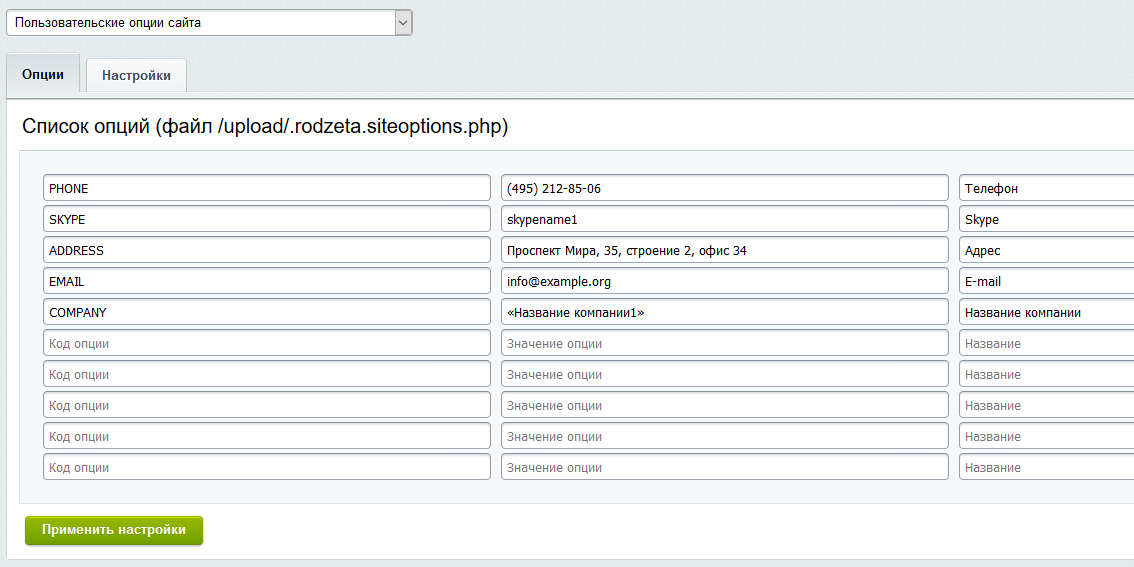 Пользовательские опции сайта
Опции Настройки
Список опций (файл /upload/.rodzeta.siteoptions.php)
PHONE (495) 212-85-06 Телефон
SKYPE skypename1 Skype
ADDRESS Проспект Мира, 35, строение 2, офис 34 Адрес
EMAIL info@example.org E-mail
COMPANY «Название компании1» Название компании
Код опции Значение опции Название
Код опции Значение опции Название
Код опции Значение опции Название
Код опции Значение опции Название
Код опции Значение опции Название
Применить настройки